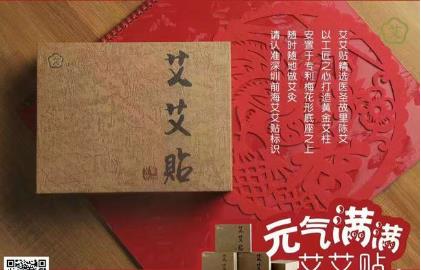 艾艾貼
艾艾贴精选医圣故里陈艾
以工匠之心打造黄金艾柱
安置于专利梅花形底座之上
随时随地做艾灸
请认准深圳前海艾艾贴标识
元气满满
艾艾贴